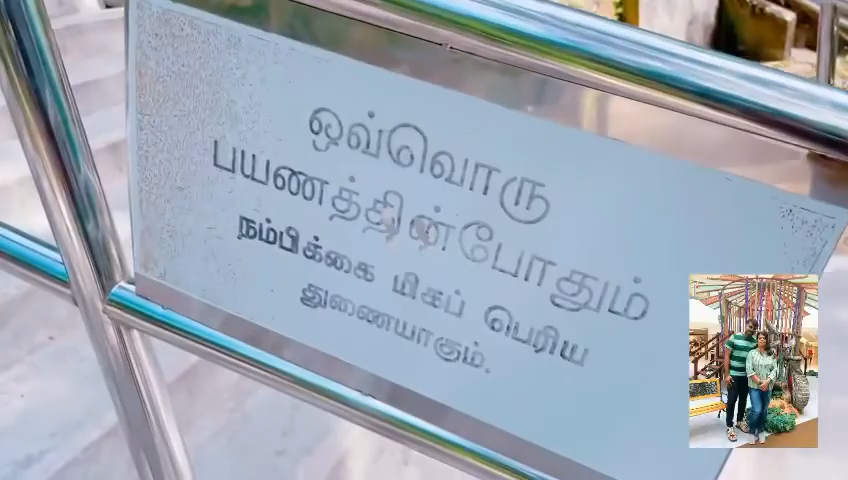 ஒவ்வொரு
பயணத்தின்போதும்
நம்பிக்கை மிகப் பெரிய
துணையாகும்.